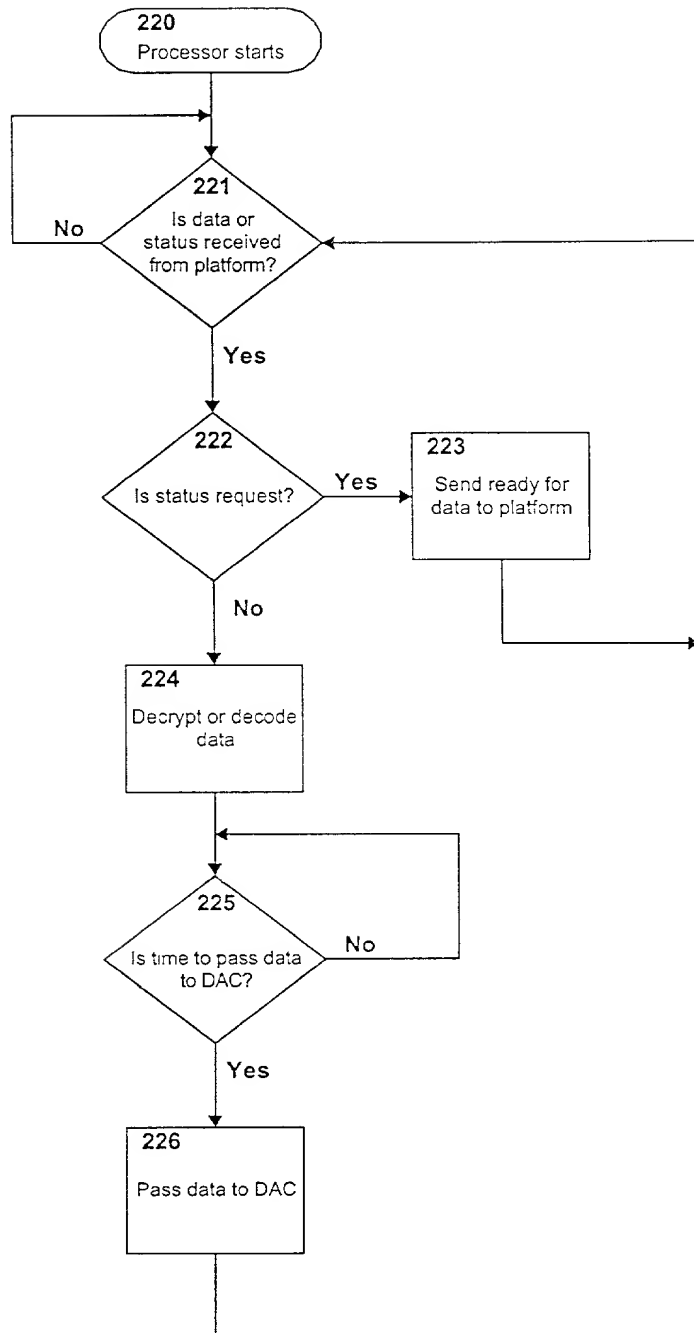 220
Processor starts
221
Is data or
status received
from platform?
No
Yes
222
Is status request?
Yes
223
Send ready for
data to platform
No
224
Decrypt or decode
data
225
Is time to pass data
to DAC?
No
Yes
226
Pass data to DAC